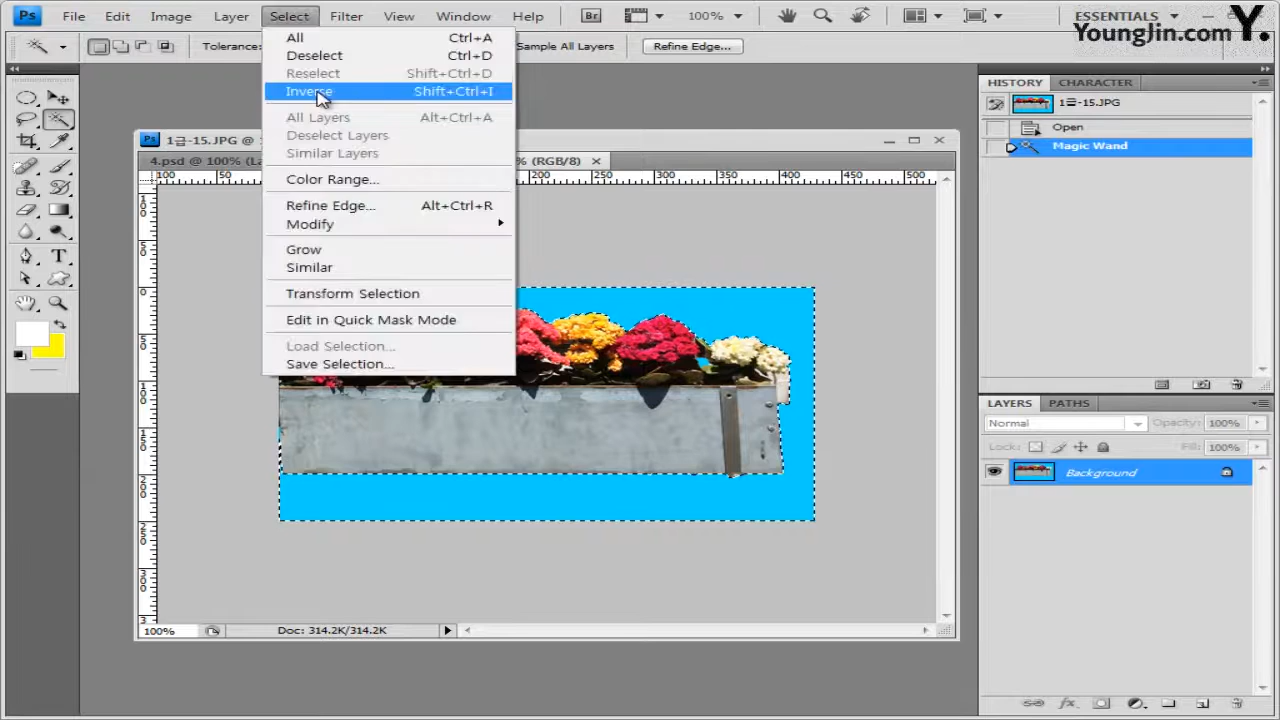 Ps File Edit Image Layer Select Filter View Window Help Br 100% ESSENTIALS
YoungJin.com Y.
Tolerance: Sample All Layers Refine Edge...
All Ctrl+A
Deselect Ctrl+D
Reselect Shift+Ctrl+D
Inverse Shift+Ctrl+I
All Layers Alt+Ctrl+A
Deselect Layers
Similar Layers
Color Range...
Refine Edge... Alt+Ctrl+R
Modify
Grow
Similar
Transform Selection
Edit in Quick Mask Mode
Load Selection...
Save Selection...
HISTORY CHARACTER
1급-15.JPG
Open
Magic Wand
Ps 1급-15.JPG @
4.psd @ 100% (La % (RGB/8)
100 50 200 250 300 350 400 450 500
100% Doc: 314.2K/314.2K
LAYERS PATHS
Normal Opacity: 100%
Lock: Fill: 100%
Background